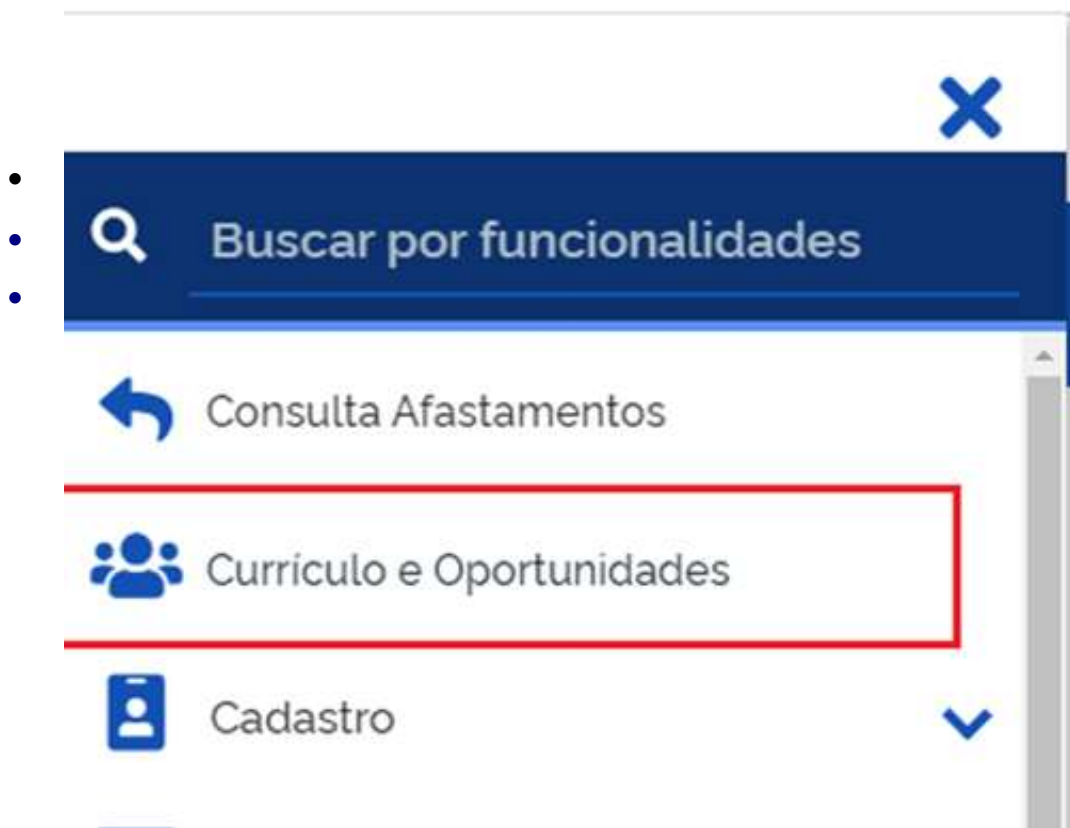 Buscar por funcionalidades
Consulta Afastamentos
Currículo e Oportunidades
Cadastro